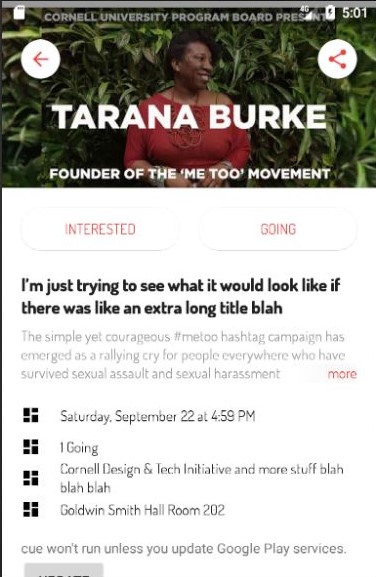 CORNELL UNIVERSITY PROGRAM BOARD PRESENTS
4G 5:01
TARANA BURKE
FOUNDER OF THE 'ME TOO' MOVEMENT
INTERESTED GOING
I'm just trying to see what it would look like if
there was like an extra long title blah
The simple yet courageous #metoo hashtag campaign has
emerged as a rallying cry for people everywhere who have
survived sexual assault and sexual harassment more
Saturday, September 22 at 4:59 PM
1 Going
Cornell Design & Tech Initiative and more stuff blah
blah blah
Goldwin Smith Hall Room 202
cue won't run unless you update Google Play services.
UPDATE